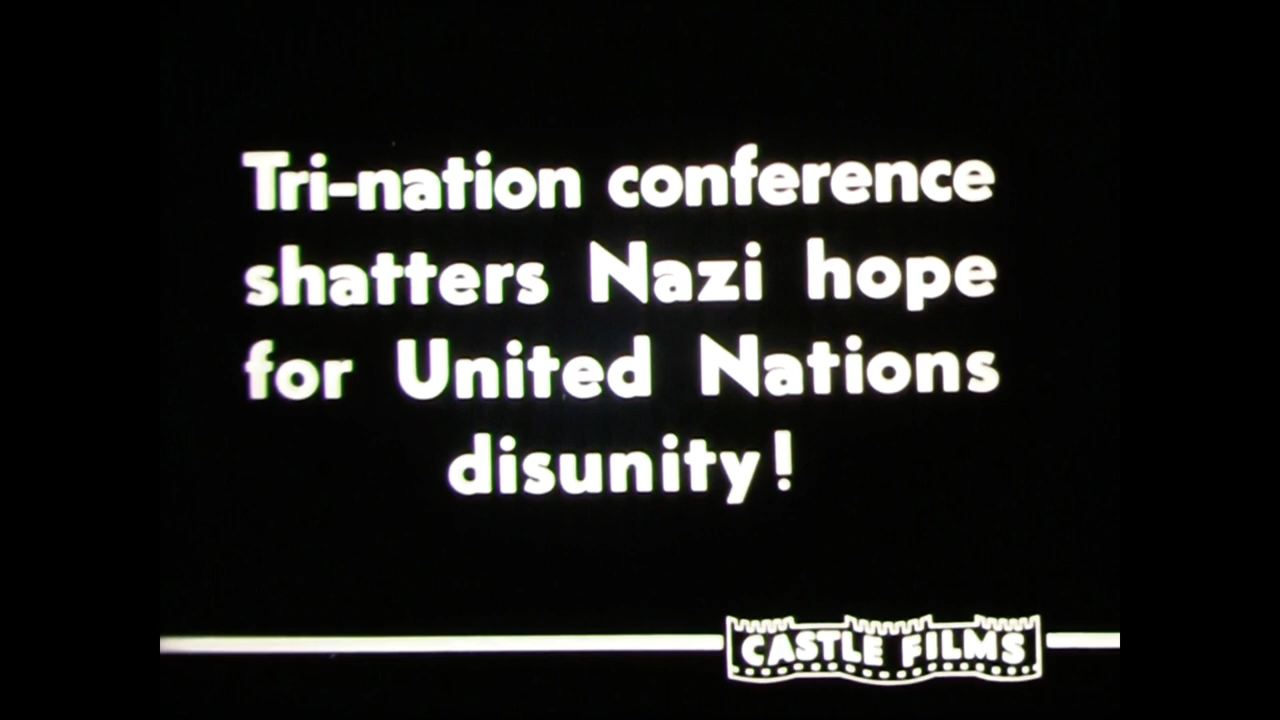 Tri-nation conference
shatters Nazi hope
for United Nations
disunity!
CASTLE FILMS